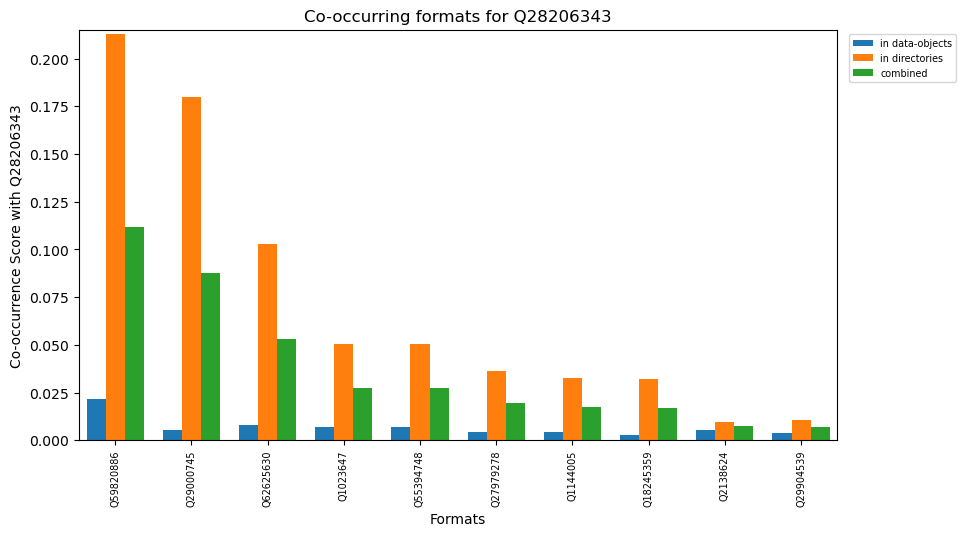 Co-occurring formats for Q28206343
in data-objects
in directories
combined
Co-occurrence Score with Q28206343
0.200
0.175
0.150
0.125
0.100
0.075
0.050
0.025
0.000
Q59820886
Q29000745
Q62625630
Q1023647
Q55394748
Q27979278
Q1144005
Q18245359
Q2138624
Q29904539
Formats